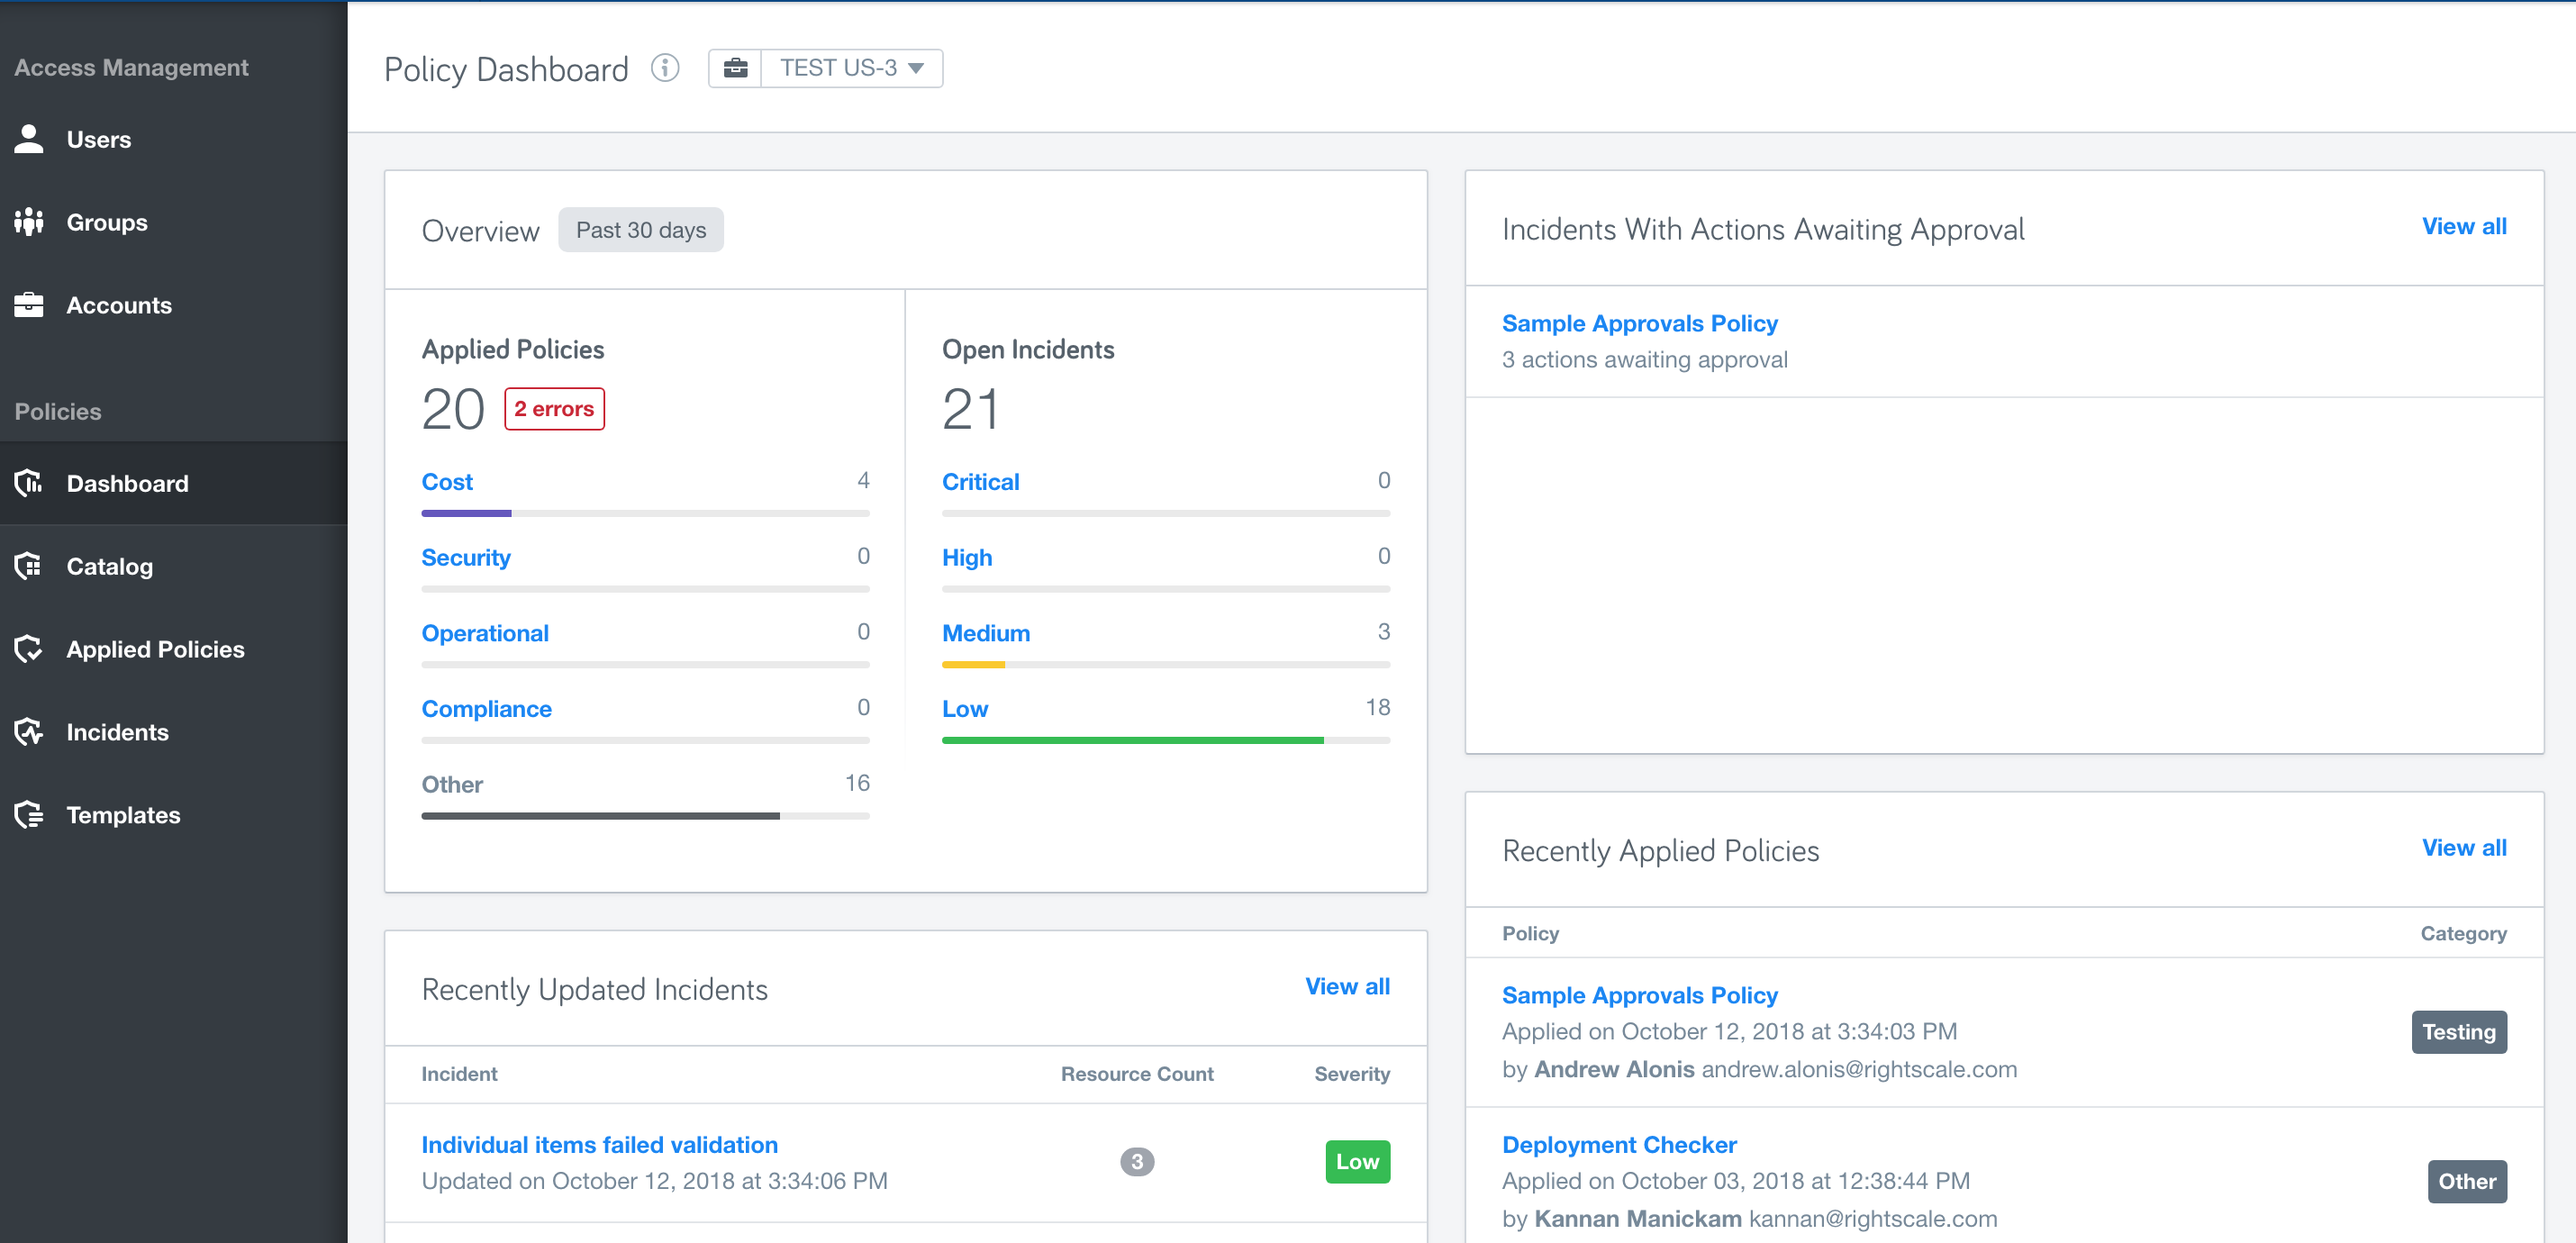 Access Management
Users
Groups
Accounts
Policies
Dashboard
Catalog
Applied Policies
Incidents
Templates
Policy Dashboard
TEST US-3
Overview Past 30 days
Applied Policies
20 2 errors
Cost 4
Security 0
Operational 0
Compliance 0
Other 16
Open Incidents
21
Critical 0
High 0
Medium 3
Low 18
Incidents With Actions Awaiting Approval View all
Sample Approvals Policy
3 actions awaiting approval
Recently Updated Incidents View all
Incident Resource Count Severity
Individual items failed validation
Updated on October 12, 2018 at 3:34:06 PM
3
Low
Recently Applied Policies View all
Policy Category
Sample Approvals Policy
Applied on October 12, 2018 at 3:34:03 PM
by Andrew Alonis andrew.alonis@rightscale.com
Testing
Deployment Checker
Applied on October 03, 2018 at 12:38:44 PM
by Kannan Manickam kannan@rightscale.com
Other